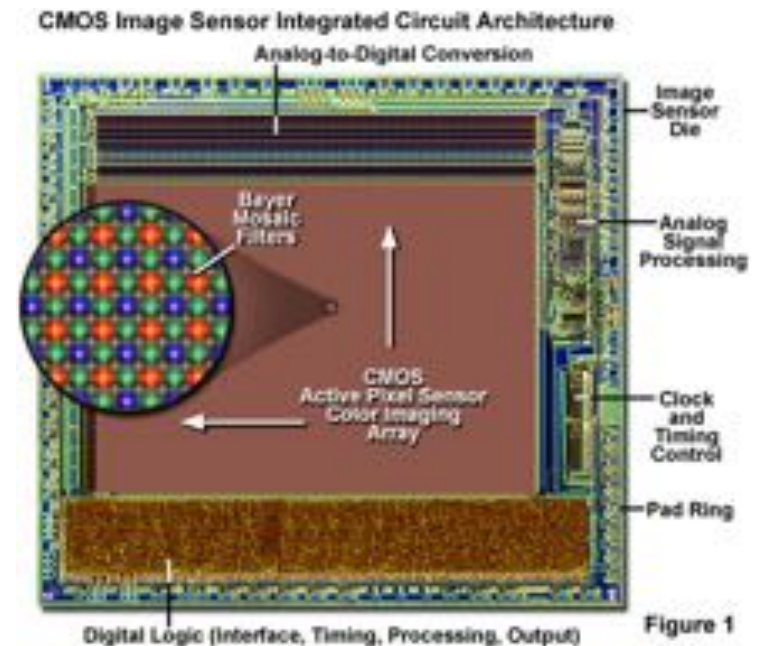 CMOS Image Sensor Integrated Circuit Architecture
Analog-to-Digital Conversion
Image
Sensor
Die
Bayer
Mosaic
Filters
Analog
Signal
Processing
CMOS
Active Pixel Sensor
Color Imaging
Array
Clock
and
Timing
Control
Pad Ring
Digital Logic (Interface, Timing, Processing, Output)
Figure 1